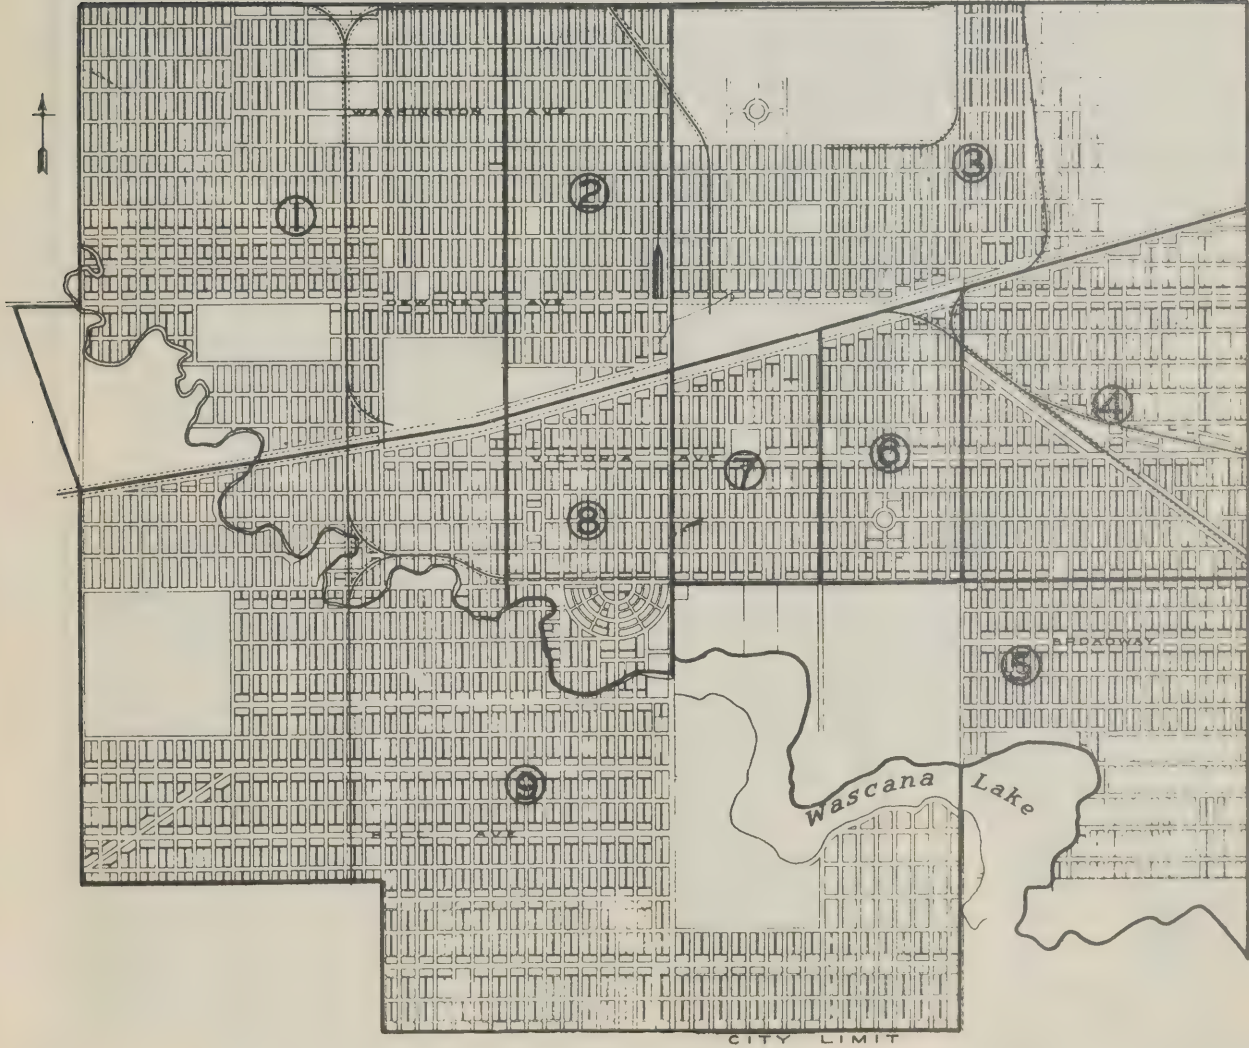 WASHINGTON AVE
③
②
①
DEWDNEY AVE
④
VICTORIA AVE
⑥
⑦
⑧
BROADWAY
⑤
Wascana Lake
⑨
AVE
CITY LIMIT